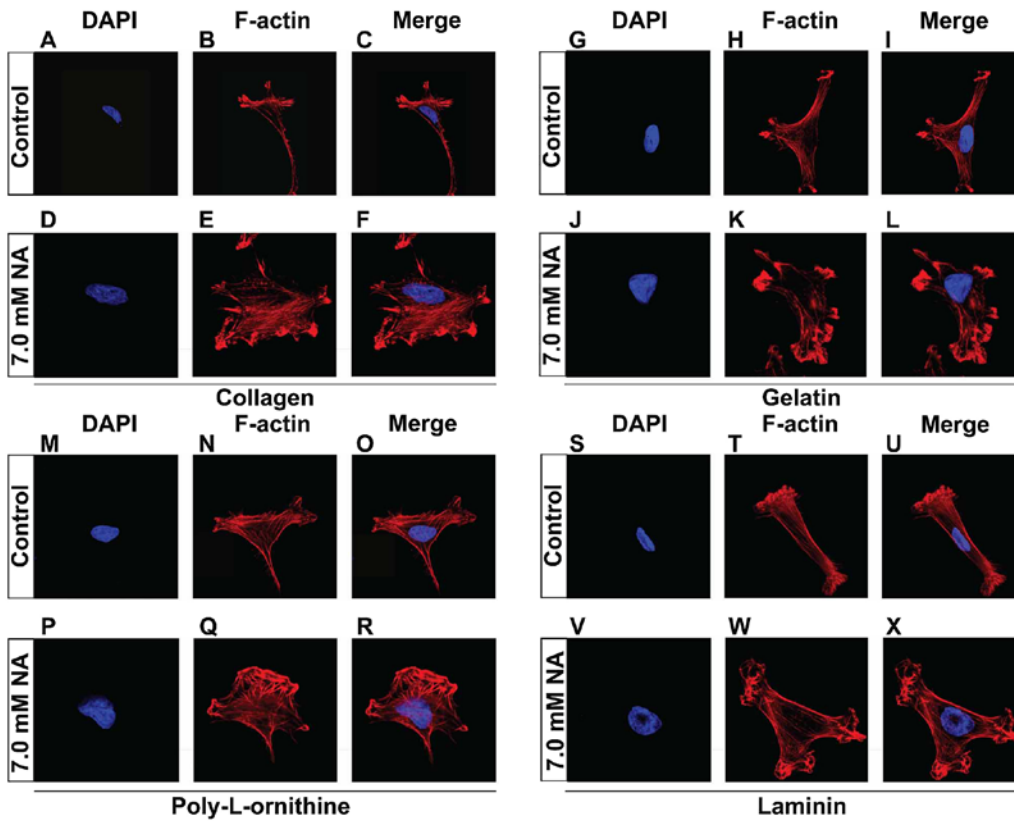 DAPI F-actin Merge
A B C
Control
D E F
7.0 mM NA
Collagen
DAPI F-actin Merge
G H I
Control
J K L
7.0 mM NA
Gelatin
DAPI F-actin Merge
M N O
Control
P Q R
7.0 mM NA
Poly-L-ornithine
DAPI F-actin Merge
S T U
Control
V W X
7.0 mM NA
Laminin